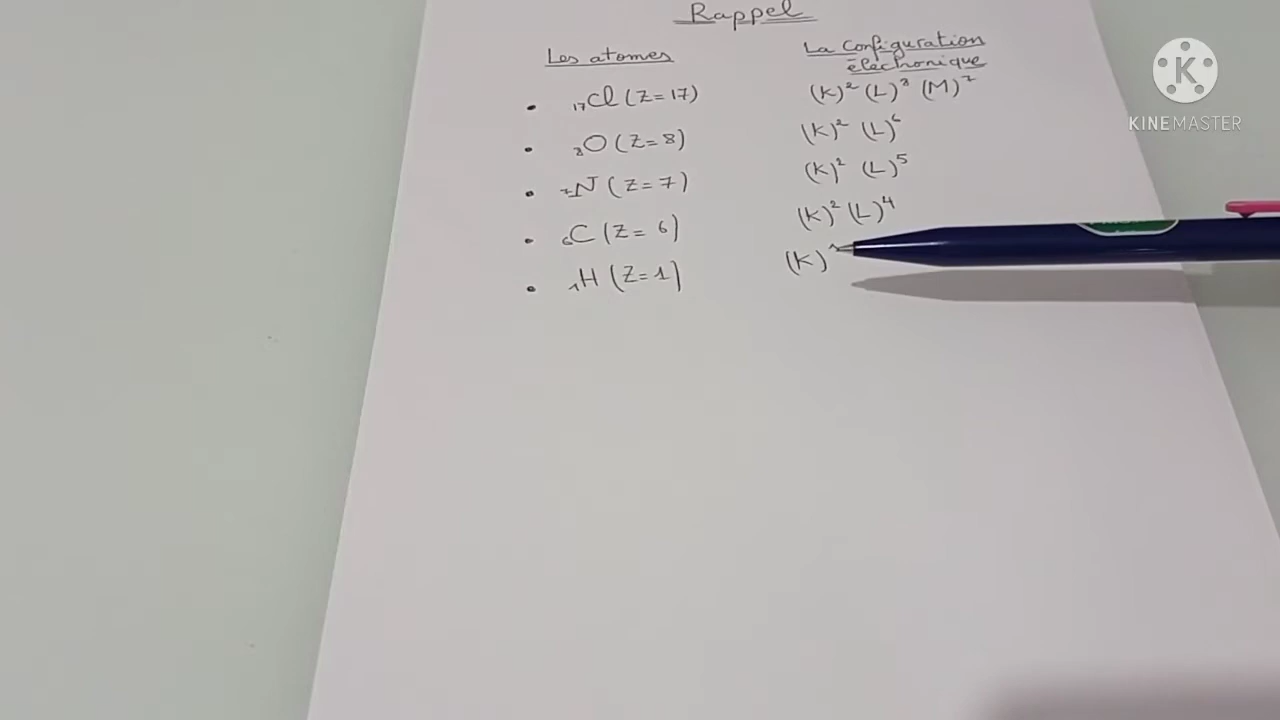 Rappel
Les atomes
La Configuration
électronique
• ₁₇Cl (Z=17) (K)² (L)⁸ (M)⁷
• ₈O (Z=8) (K)² (L)⁶
• ₇N (Z=7) (K)² (L)⁵
• ₆C (Z=6) (K)² (L)⁴
• ₁H (Z=1) (K)¹
K
KINEMASTER